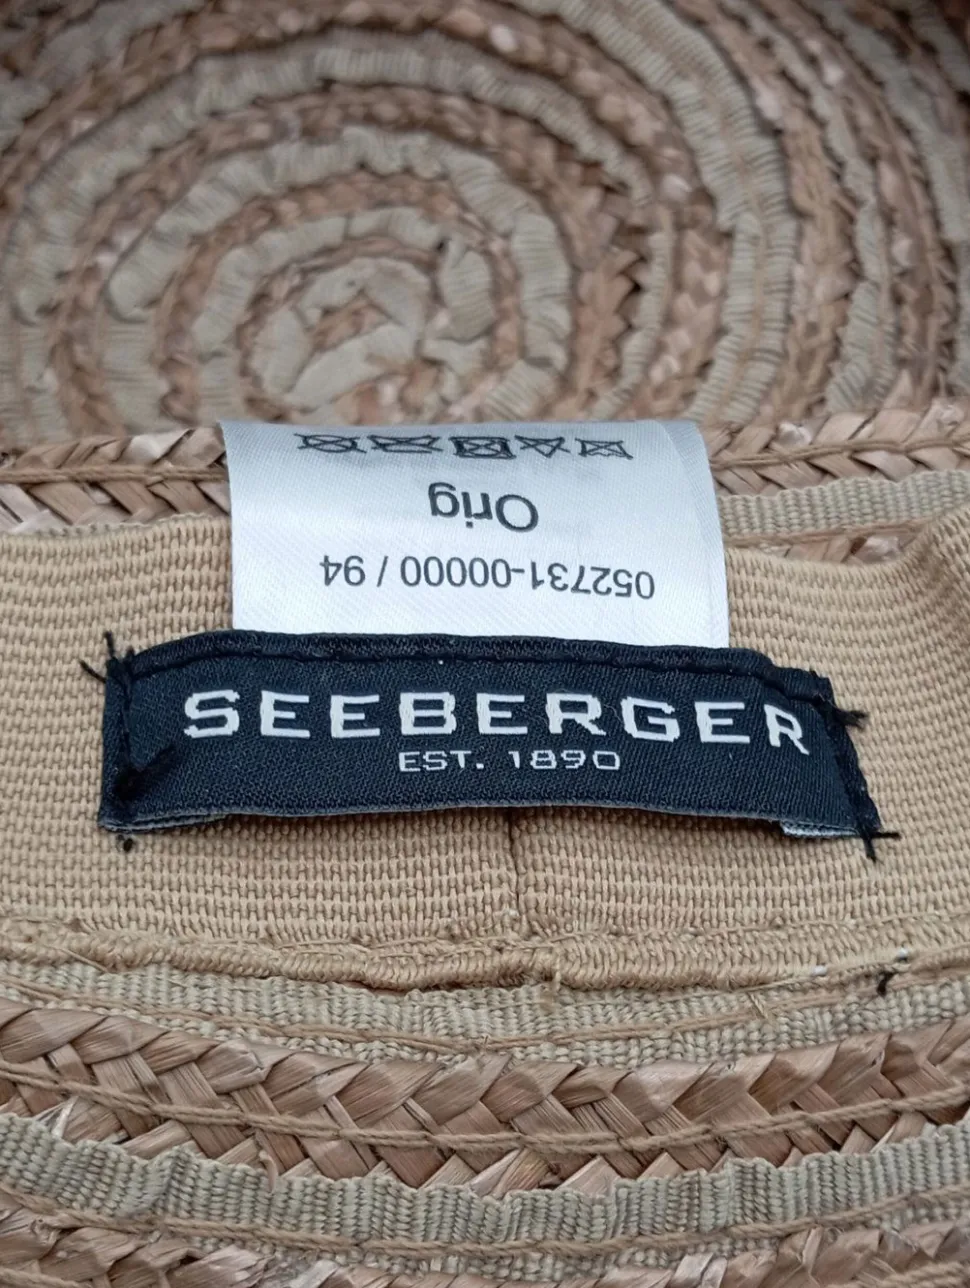 Orig
052731-00000 / 94
SEEBERGER
EST. 1890